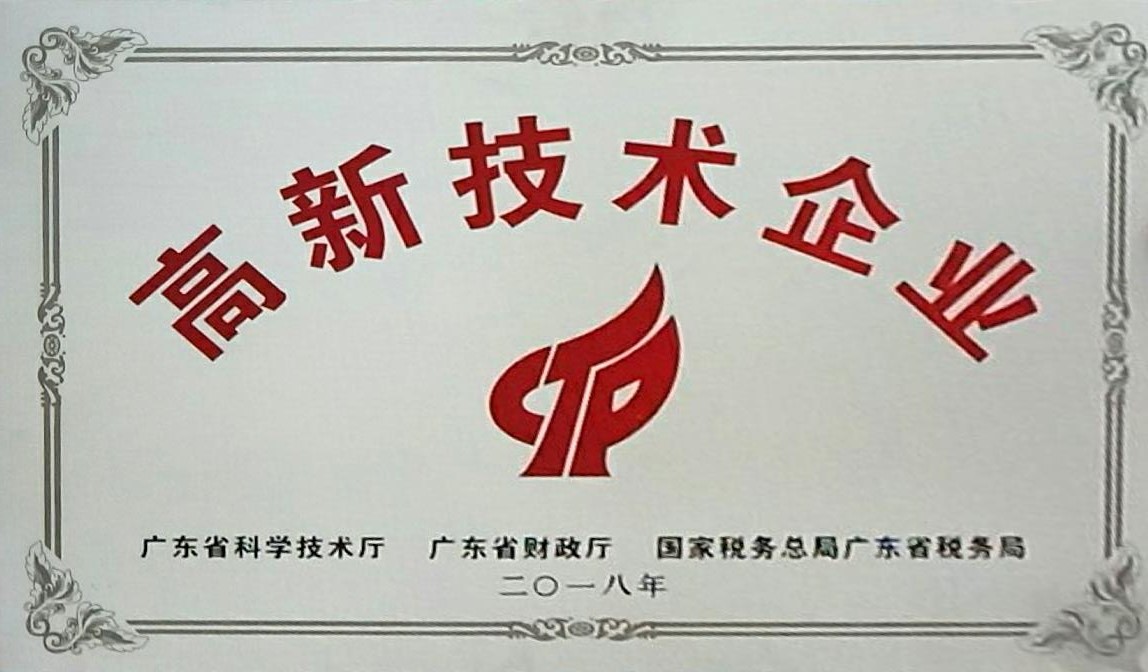 高新技术企业
广东省科学技术厅 广东省财政厅 国家税务总局广东省税务局
二〇一八年